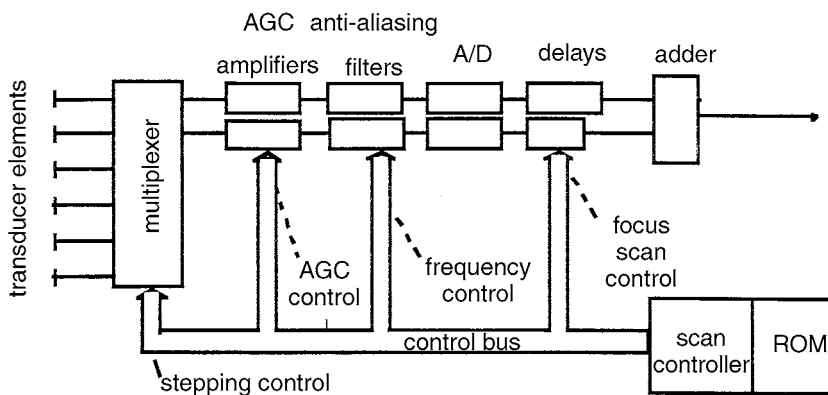 AGC anti-aliasing
amplifiers filters A/D delays adder
transducer elements
multiplexer
AGC
control
frequency
control
focus
scan
control
control bus
stepping control
scan
controller
ROM